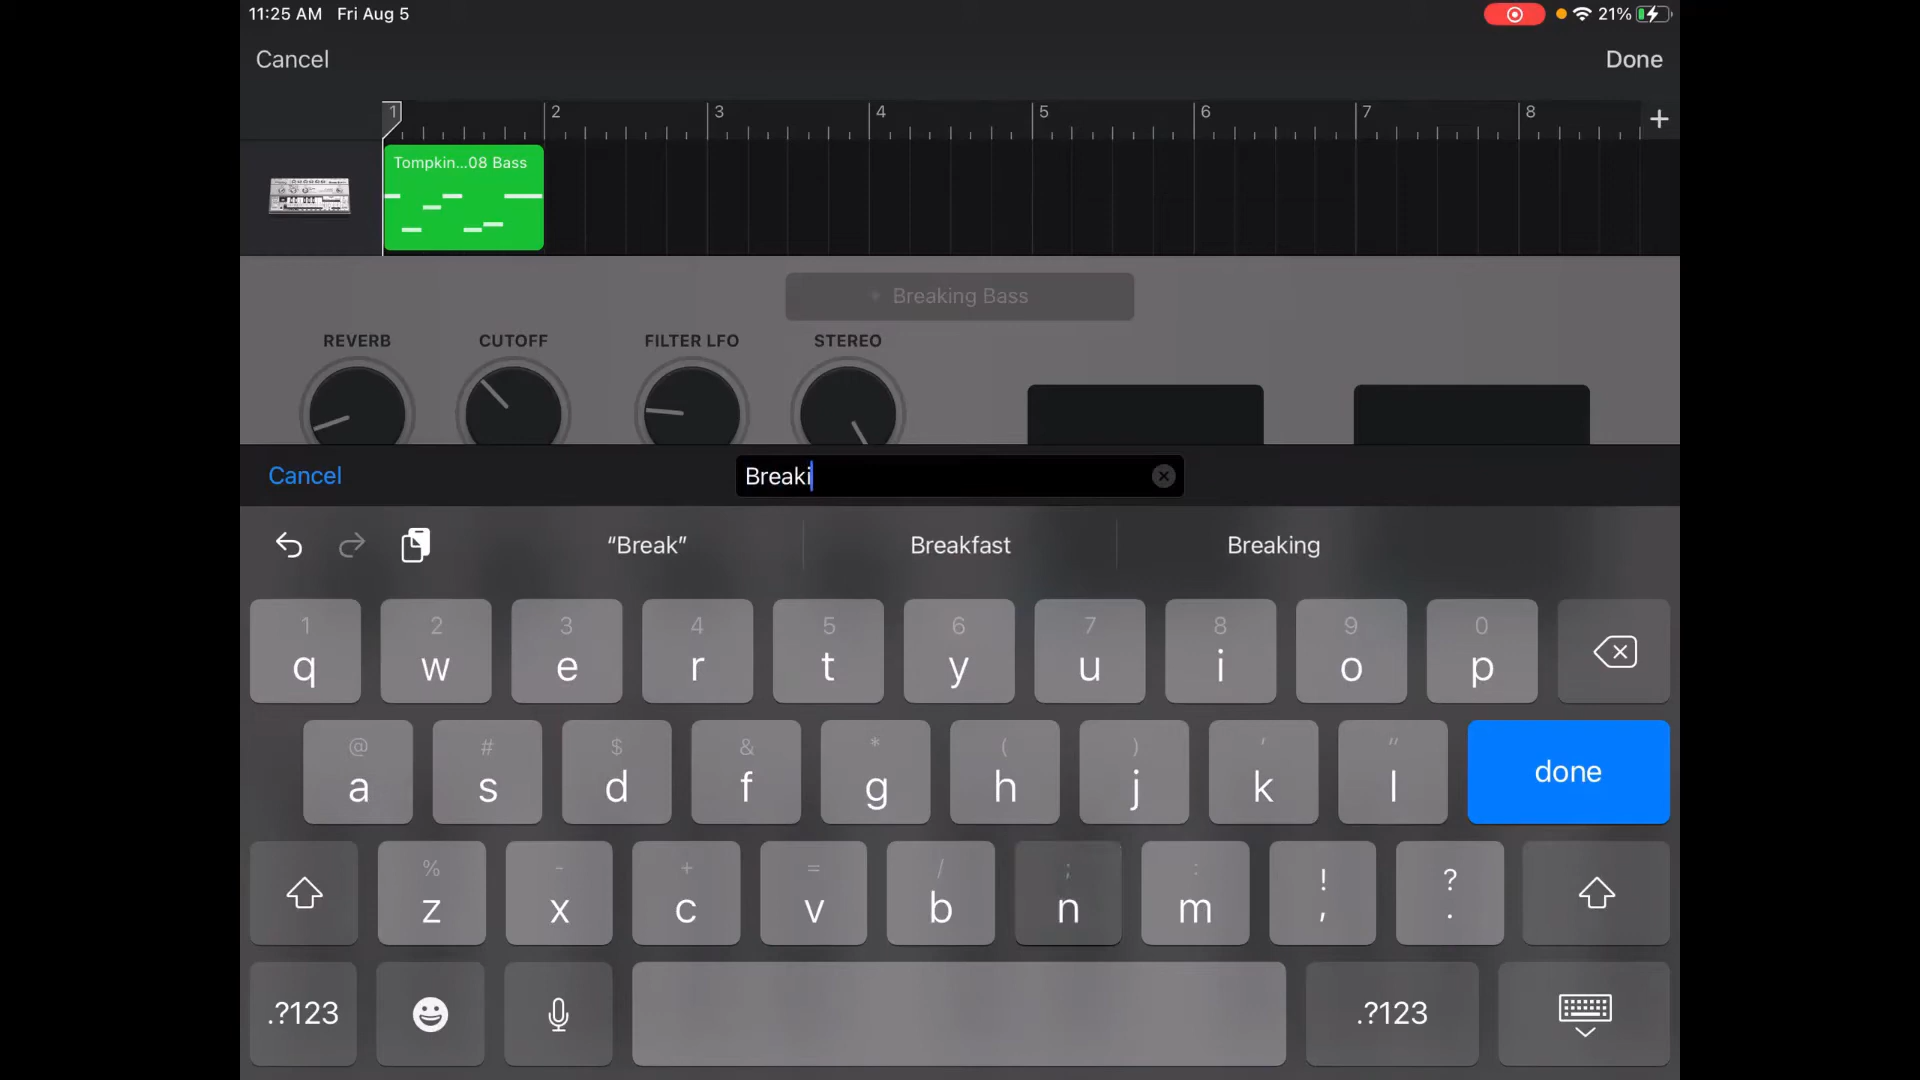 11:25 AM Fri Aug 5 21%
Cancel Done
1 2 3 4 5 6 7 8 +
Tompkin...08 Bass
Breaking Bass
REVERB CUTOFF FILTER LFO STEREO
Cancel Breaki
“Break” Breakfast Breaking
1 2 3 4 5 6 7 8 9 0
q w e r t y u i o p
@ # $ & * ( ) ' "
a s d f g h j k l done
% - + = / ; : ! ?
z x c v b n m , .
.?123 .?123